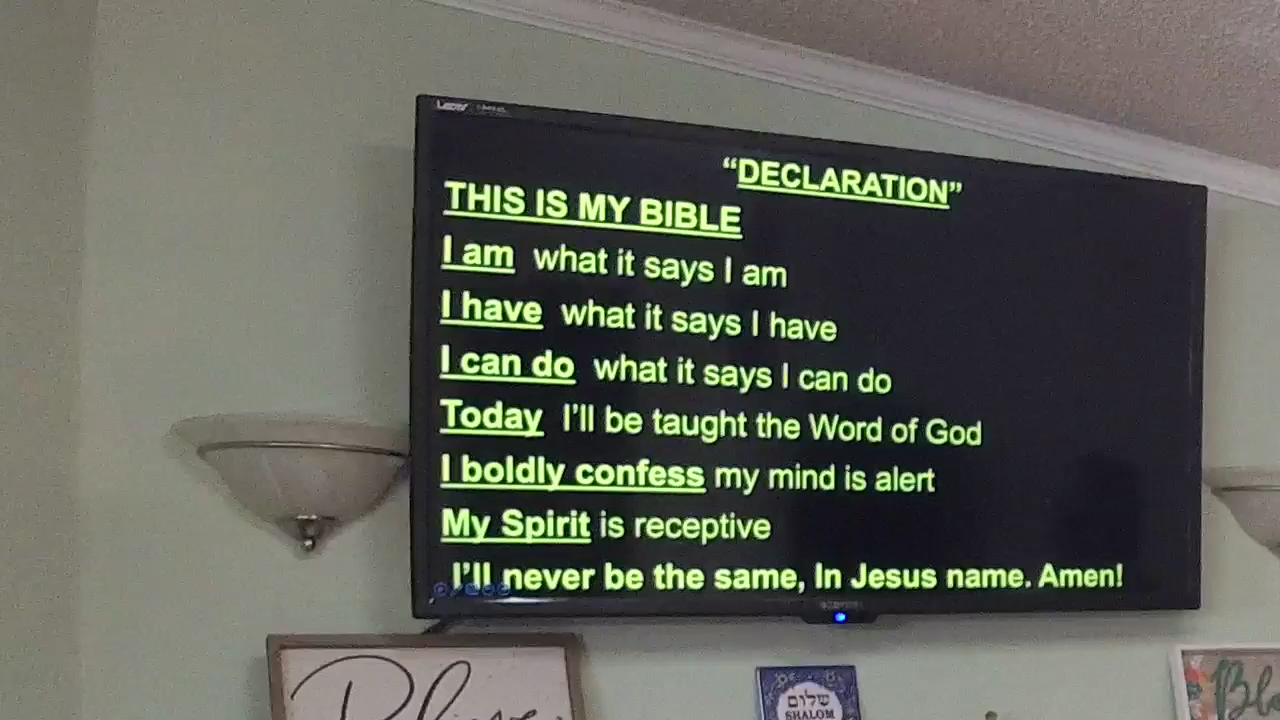 “DECLARATION”
THIS IS MY BIBLE
I am what it says I am
I have what it says I have
I can do what it says I can do
Today I’ll be taught the Word of God
I boldly confess my mind is alert
My Spirit is receptive
I’ll never be the same, In Jesus name. Amen!
שלום
SHALOM